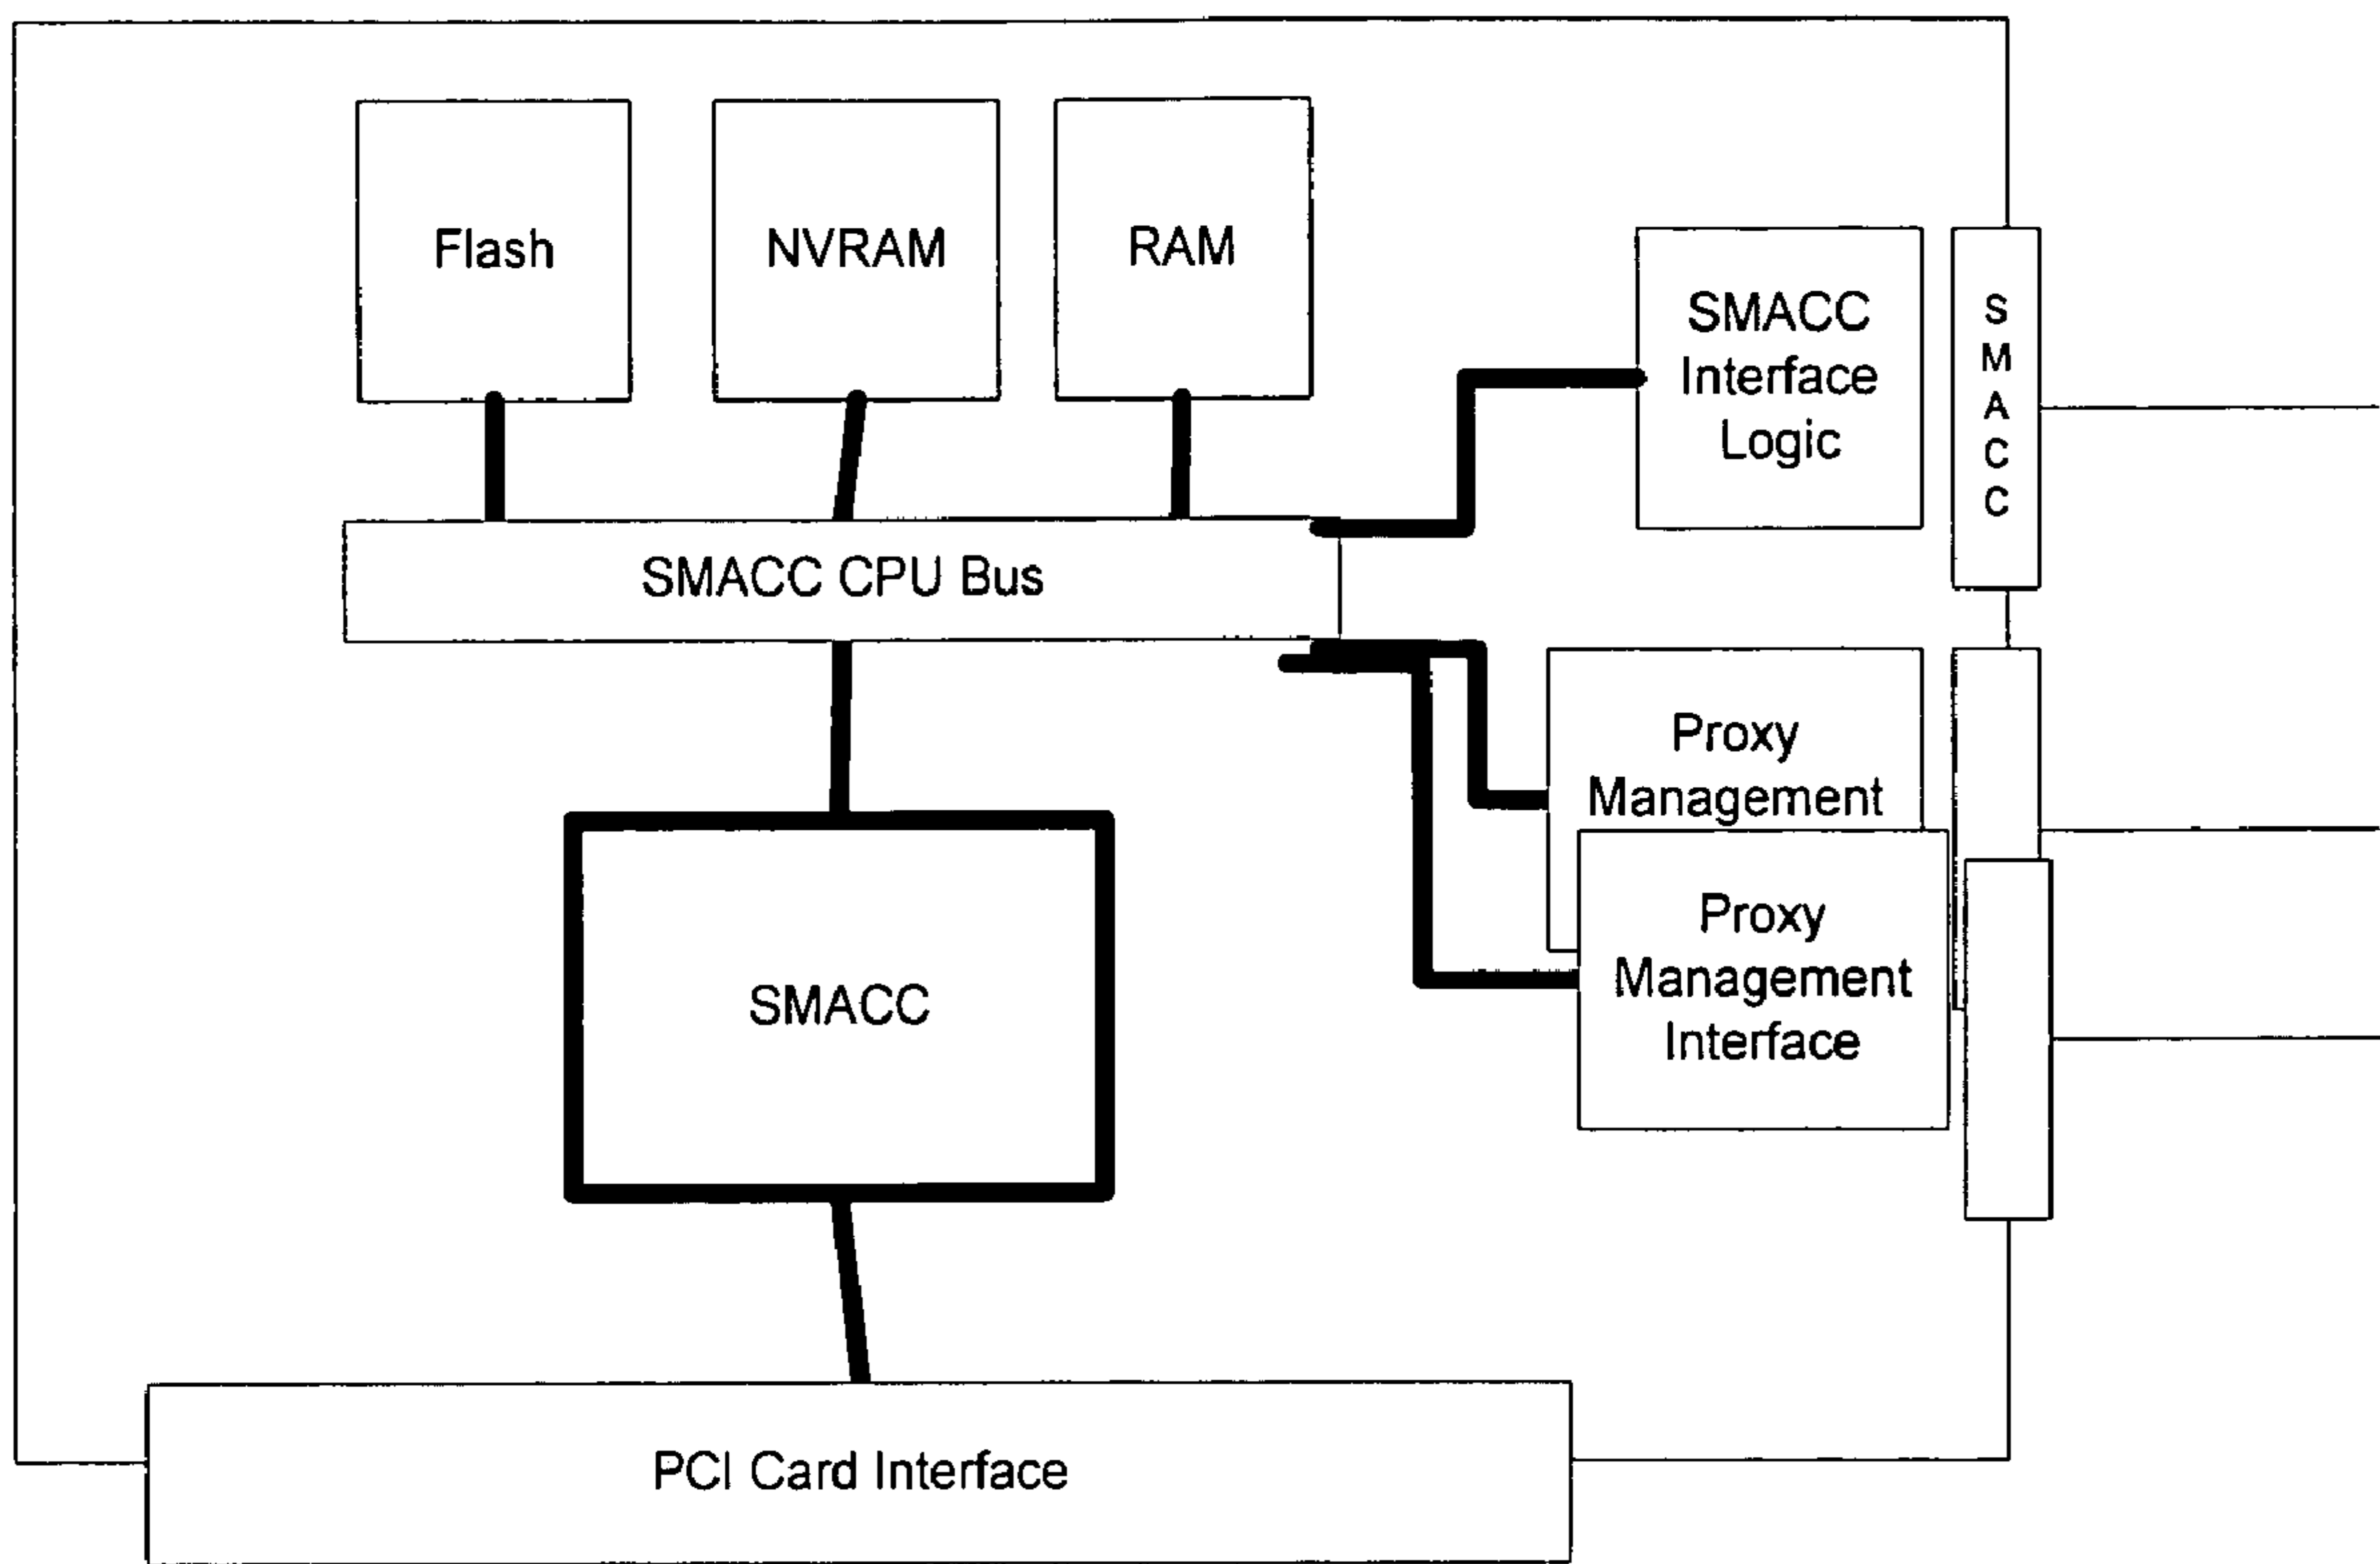 Flash
NVRAM
RAM
SMACC
Interface
Logic
S
M
A
C
C
SMACC CPU Bus
Proxy
Management
Proxy
Management
Interface
SMACC
PCI Card Interface